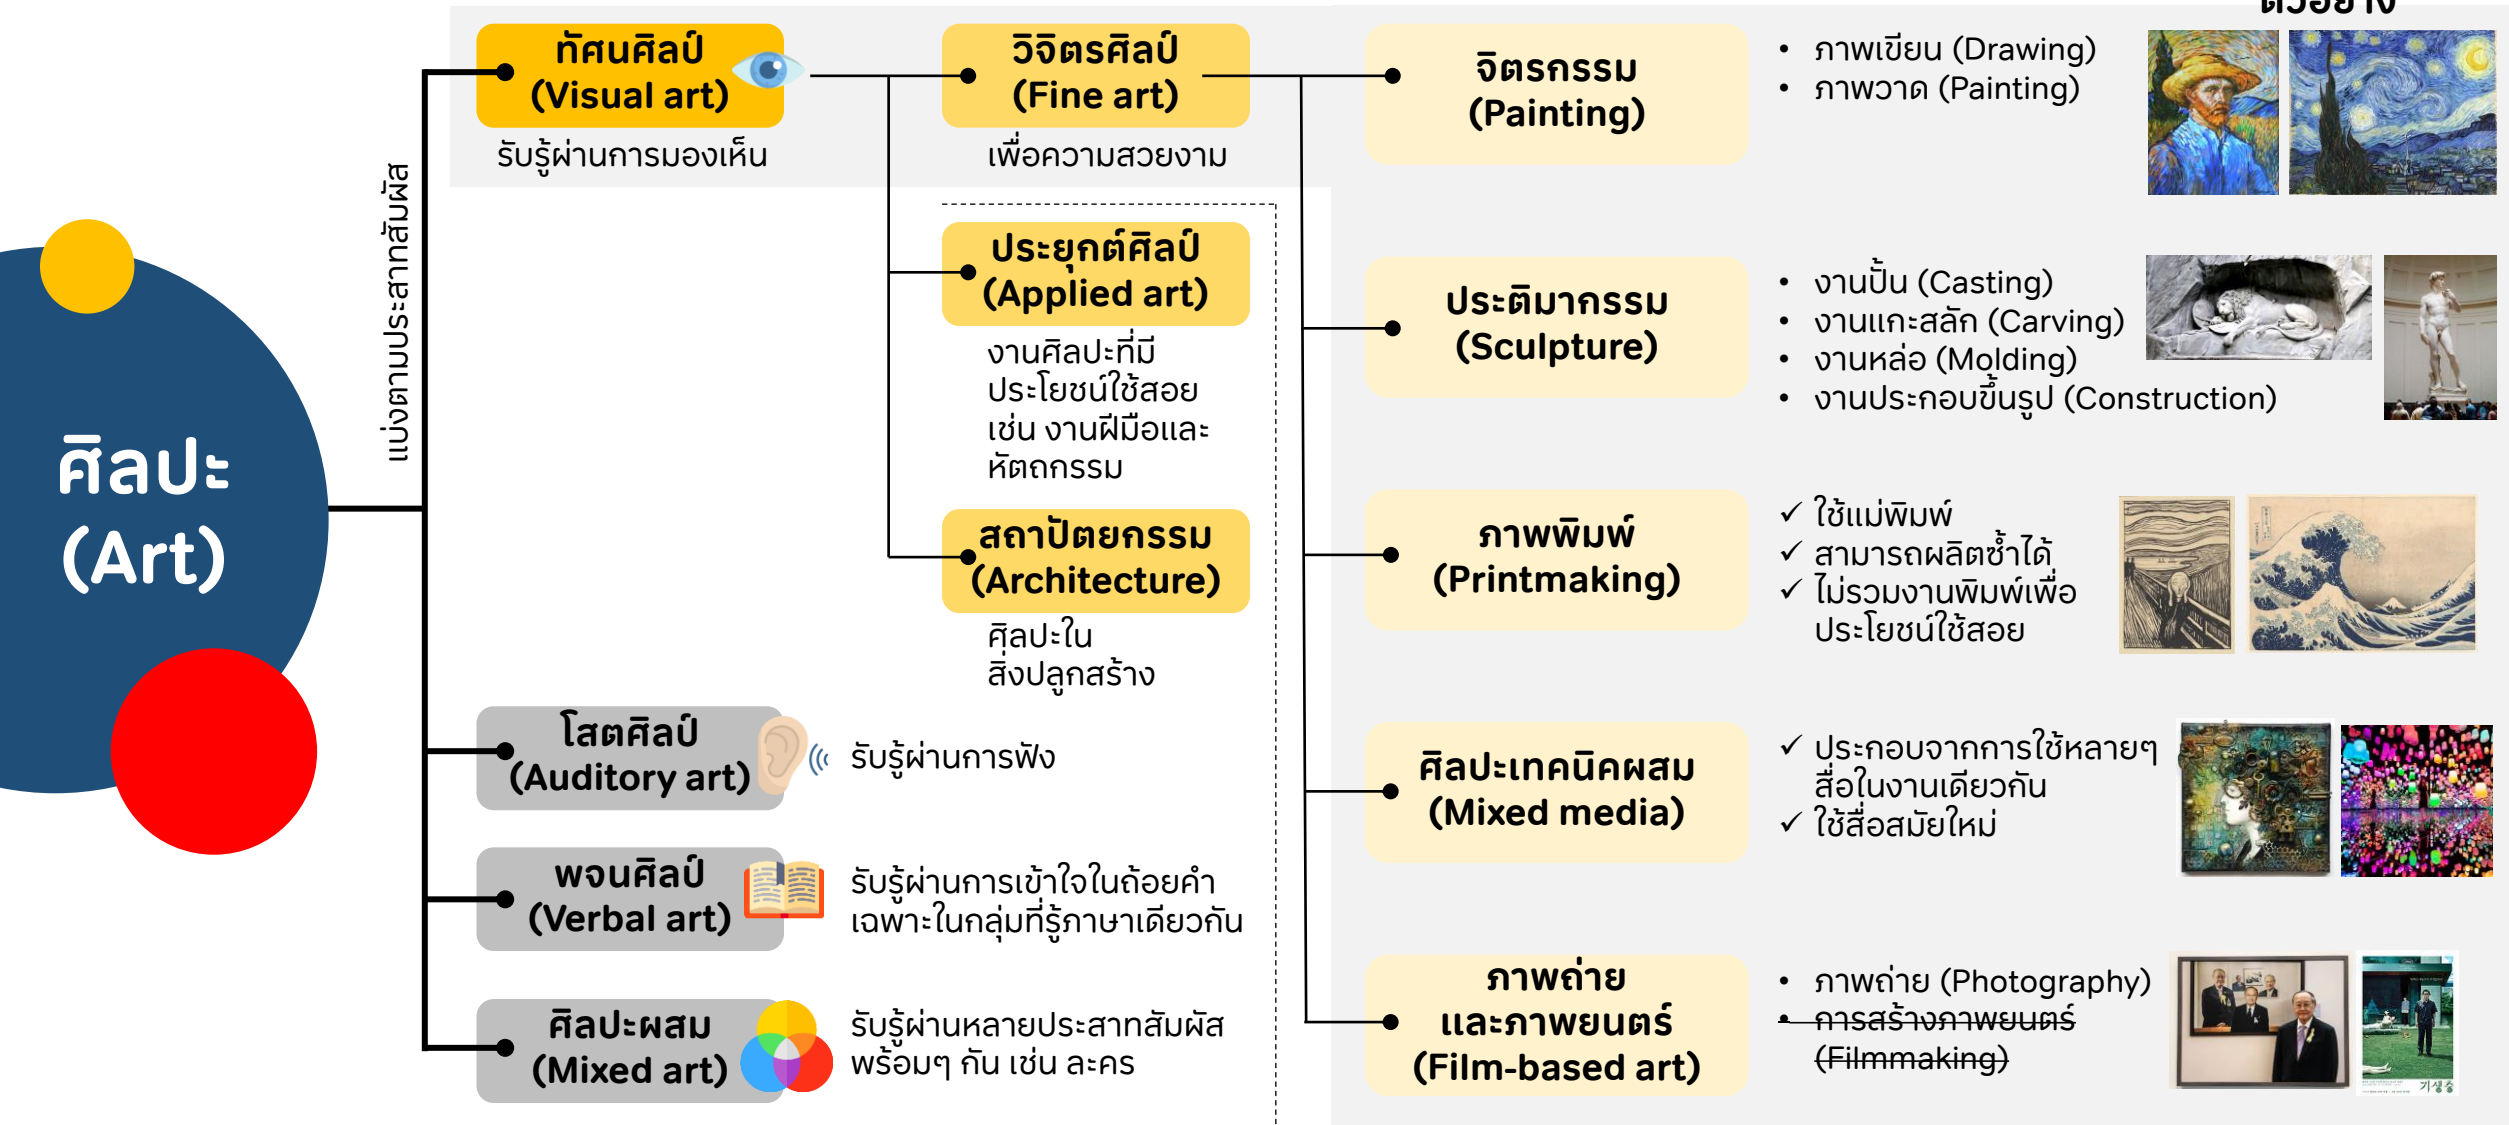 ศิลปะ
(Art)
แบ่งตามประสาทสัมผัส
ทัศนศิลป์
(Visual art)
รับรู้ผ่านการมองเห็น
วิจิตรศิลป์
(Fine art)
เพื่อความสวยงาม
ประยุกต์ศิลป์
(Applied art)
งานศิลปะที่มี
ประโยชน์ใช้สอย
เช่น งานฝีมือและ
หัตถกรรม
สถาปัตยกรรม
(Architecture)
ศิลปะใน
สิ่งปลูกสร้าง
โสตศิลป์
(Auditory art)
รับรู้ผ่านการฟัง
พจนศิลป์
(Verbal art)
รับรู้ผ่านการเข้าใจในถ้อยคำ
เฉพาะในกลุ่มที่รู้ภาษาเดียวกัน
ศิลปะผสม
(Mixed art)
รับรู้ผ่านหลายประสาทสัมผัส
พร้อมๆ กัน เช่น ละคร
ตัวอย่าง
จิตรกรรม
(Painting)
• ภาพเขียน (Drawing)
• ภาพวาด (Painting)
ประติมากรรม
(Sculpture)
• งานปั้น (Casting)
• งานแกะสลัก (Carving)
• งานหล่อ (Molding)
• งานประกอบขึ้นรูป (Construction)
ภาพพิมพ์
(Printmaking)
✓ ใช้แม่พิมพ์
✓ สามารถผลิตซ้ำได้
✓ ไม่รวมงานพิมพ์เพื่อ
ประโยชน์ใช้สอย
ศิลปะเทคนิคผสม
(Mixed media)
✓ ประกอบจากการใช้หลายๆ
สื่อในงานเดียวกัน
✓ ใช้สื่อสมัยใหม่
ภาพถ่าย
และภาพยนตร์
(Film-based art)
• ภาพถ่าย (Photography)
• การสร้างภาพยนตร์
(Filmmaking)
기생충